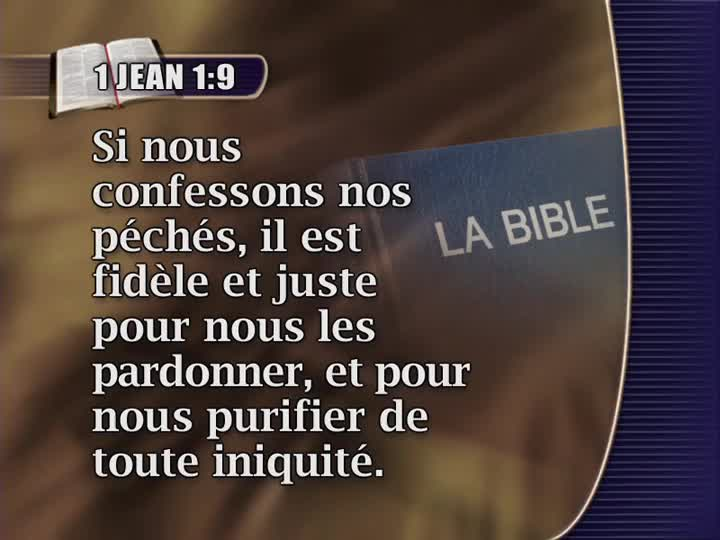 1 JEAN 1:9
Si nous
confessons nos
péchés, il est
fidèle et juste
pour nous les
pardonner, et pour
nous purifier de
toute iniquité.
LA BIBLE